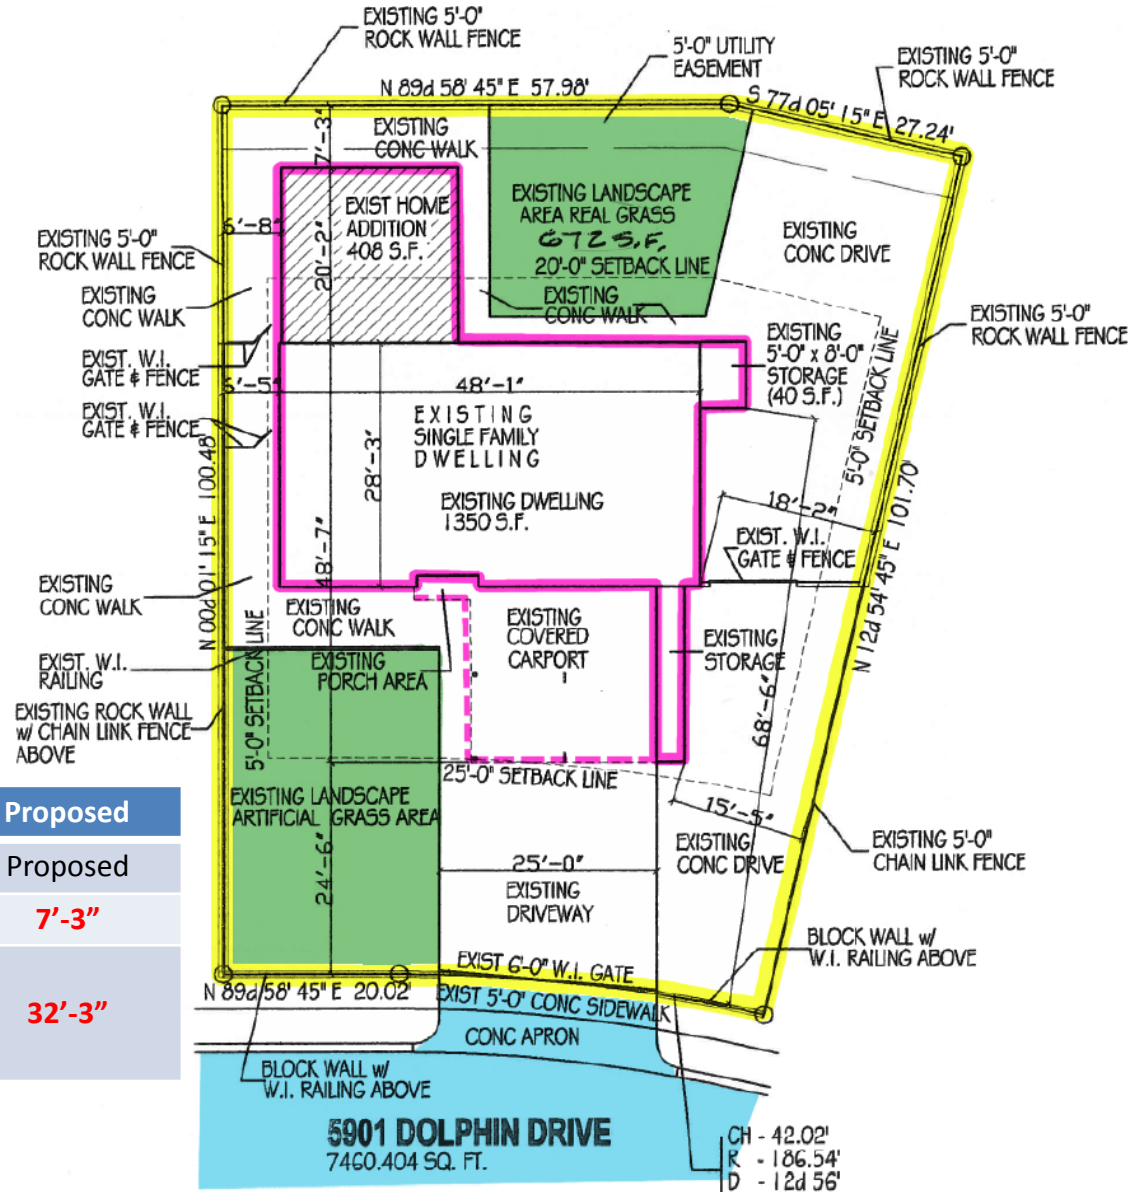 EXISTING 5'-0"
ROCK WALL FENCE
5'-0" UTILITY
EASEMENT
EXISTING 5'-0"
ROCK WALL FENCE
N 89d 58' 45" E 57.98'
S 77d 05' 15" E 27.24'
7'-3"
EXISTING
CONC WALK
EXIST HOME
ADDITION
408 S.F.
EXISTING LANDSCAPE
AREA REAL GRASS
672 S.F.
20'-0" SETBACK LINE
EXISTING
CONC DRIVE
6'-8"
20'-2"
EXISTING 5'-0"
ROCK WALL FENCE
EXISTING
CONC WALK
EXISTING
CONC WALK
EXISTING 5'-0"
ROCK WALL FENCE
EXIST. W.I.
GATE & FENCE
EXISTING
5'-0" x 8'-0"
STORAGE
(40 S.F.)
5'-0" SETBACK LINE
6'-5"
48'-1"
EXIST. W.I.
GATE & FENCE
EXISTING
SINGLE FAMILY
DWELLING
28'-3"
EXISTING DWELLING
1350 S.F.
N 00d 01' 15" E 100.48'
18'-2"
EXIST. W.I.
GATE & FENCE
N 12d 54' 45" E 101.70'
48'-7"
EXISTING
CONC WALK
EXISTING
CONC WALK
EXISTING
COVERED
CARPORT
EXISTING
STORAGE
EXIST. W.I.
RAILING
EXISTING
PORCH AREA
5'-0" SETBACK LINE
68'-6"
EXISTING ROCK WALL
w/ CHAIN LINK FENCE
ABOVE
25'-0" SETBACK LINE
Proposed
Proposed
7'-3”
32'-3”
EXISTING LANDSCAPE
ARTIFICIAL GRASS AREA
24'-6"
15'-5"
EXISTING
CONC DRIVE
EXISTING 5'-0"
CHAIN LINK FENCE
25'-0"
EXISTING
DRIVEWAY
BLOCK WALL w/
W.I. RAILING ABOVE
EXIST 6'-0" W.I. GATE
N 89d 58' 45" E 20.02'
EXIST 5'-0" CONC SIDEWALK
CONC APRON
BLOCK WALL w/
W.I. RAILING ABOVE
5901 DOLPHIN DRIVE
7460.404 SQ. FT.
CH - 42.02'
R - 186.54'
D - 12d 56'